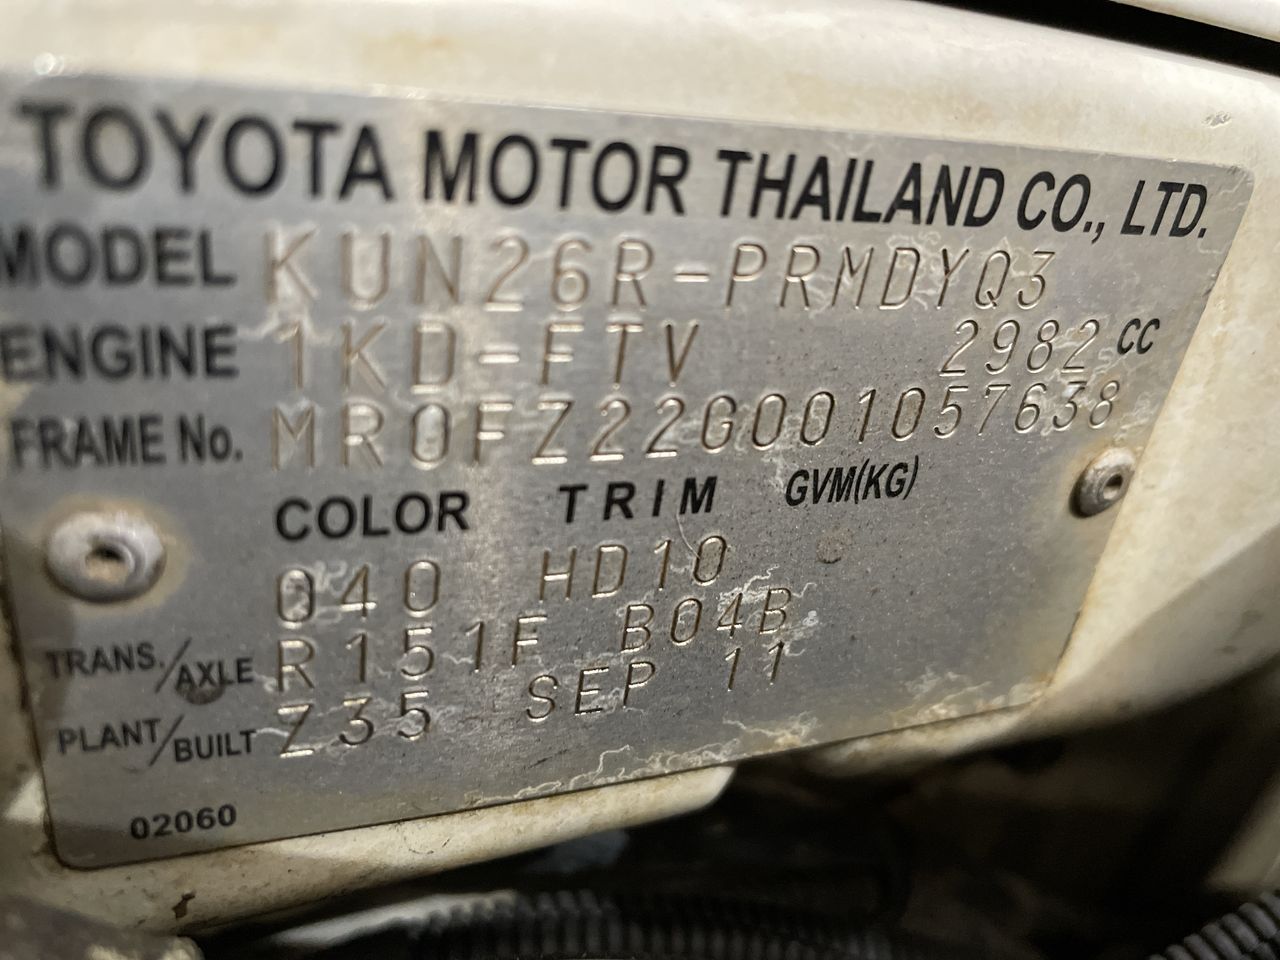 TOYOTA MOTOR THAILAND CO., LTD.
MODEL KUN26R-PRMDYQ3
ENGINE 1KD-FTV 2982 CC
FRAME No. MR0FZ22G001057638
COLOR TRIM GVM(KG)
040 HD10
TRANS./AXLE R151F B04B
PLANT/BUILT Z35 SEP 11
02060